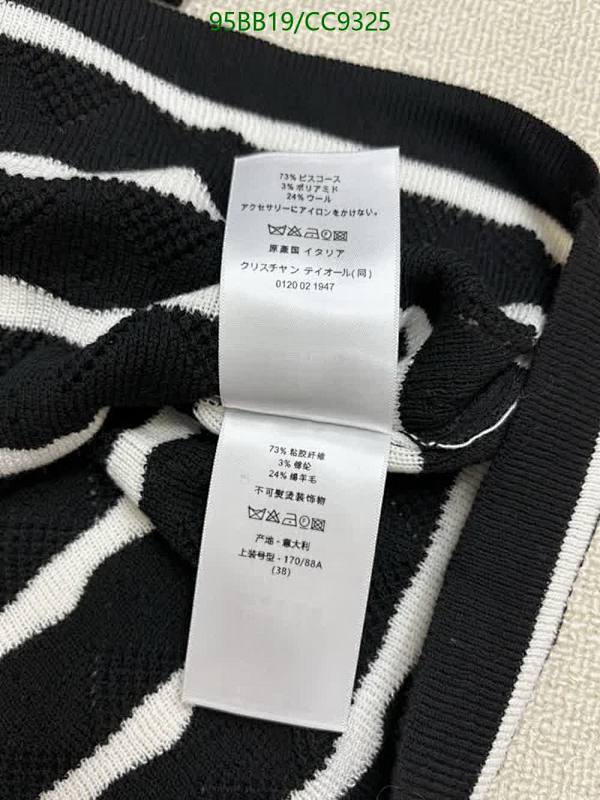 95BB19/CC9325
73% ビスコース
3% ポリアミド
24% ウール
アクセサリーにアイロンをかけない。
原産国 イタリア
クリスチャン ディオール(同)
0120 02 1947
73% 粘胶纤维
3% 锦纶
24% 绵羊毛
不可熨烫装饰物
产地 - 意大利
上装号型 - 170/88A
(38)